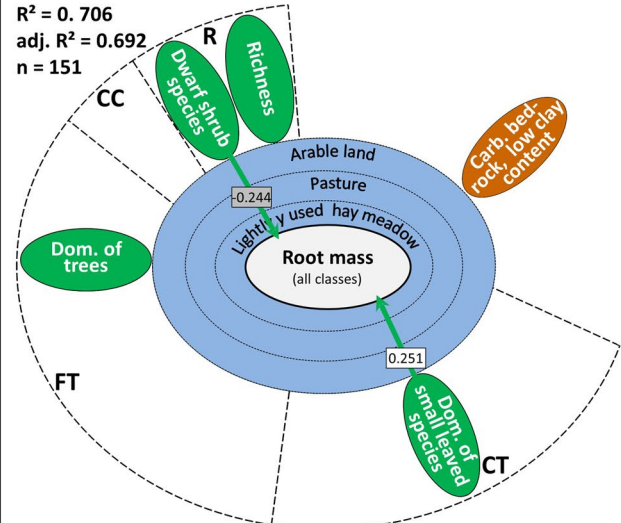 R² = 0. 706
adj. R² = 0.692
n = 151
R
CC
Dwarf shrub
species
Richness
Carb. bed-
rock, low clay
content
Arable land
Pasture
-0.244
Lightly used hay meadow
Dom. of
trees
Root mass
(all classes)
0.251
FT
Dom. of
small leaved
species
CT